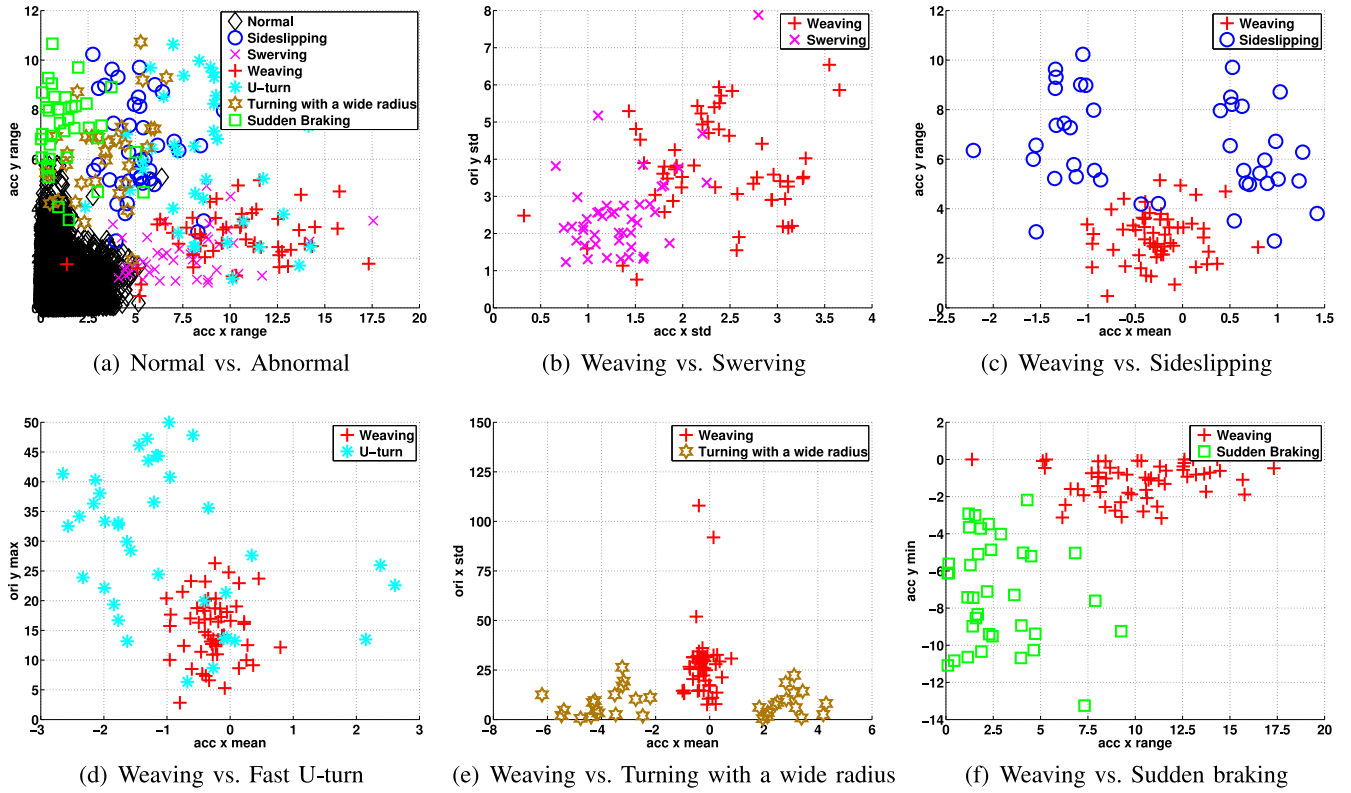 12
10
8
6
4
2
0
acc y range
0
2.5
5
7.5
10
12.5
15
17.5
20
acc x range
Normal
Sideslipping
Swerving
Weaving
U-turn
Turning with a wide radius
Sudden Braking
(a) Normal vs. Abnormal
8
7
6
5
4
3
2
1
0
ori y std
0
0.5
1
1.5
2
2.5
3
3.5
4
acc x std
Weaving
Swerving
(b) Weaving vs. Swerving
12
10
8
6
4
2
0
acc y range
−2.5
−2
−1.5
−1
−0.5
0
0.5
1
1.5
acc x mean
Weaving
Sideslipping
(c) Weaving vs. Sideslipping
50
45
40
35
30
25
20
15
10
5
0
ori y max
−3
−2
−1
0
1
2
3
acc x mean
Weaving
U-turn
(d) Weaving vs. Fast U-turn
150
125
100
75
50
25
0
ori x std
−8
−6
−4
−2
0
2
4
6
8
acc x mean
Weaving
Turning with a wide radius
(e) Weaving vs. Turning with a wide radius
2
0
−2
−4
−6
−8
−10
−12
−14
acc y min
0
2.5
5
7.5
10
12.5
15
17.5
20
acc x range
Weaving
Sudden Braking
(f) Weaving vs. Sudden braking